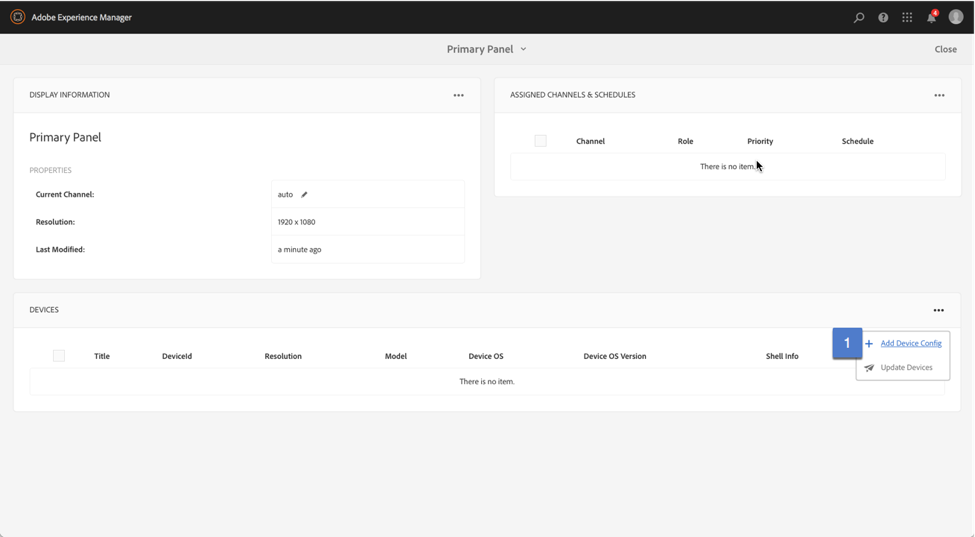 Adobe Experience Manager
4
Primary Panel
Close
DISPLAY INFORMATION
Primary Panel
PROPERTIES
Current Channel: auto
Resolution: 1920 x 1080
Last Modified: a minute ago
ASSIGNED CHANNELS & SCHEDULES
Channel Role Priority Schedule
There is no item.
DEVICES
Title DeviceId Resolution Model Device OS Device OS Version Shell Info
There is no item.
1
Add Device Config
Update Devices